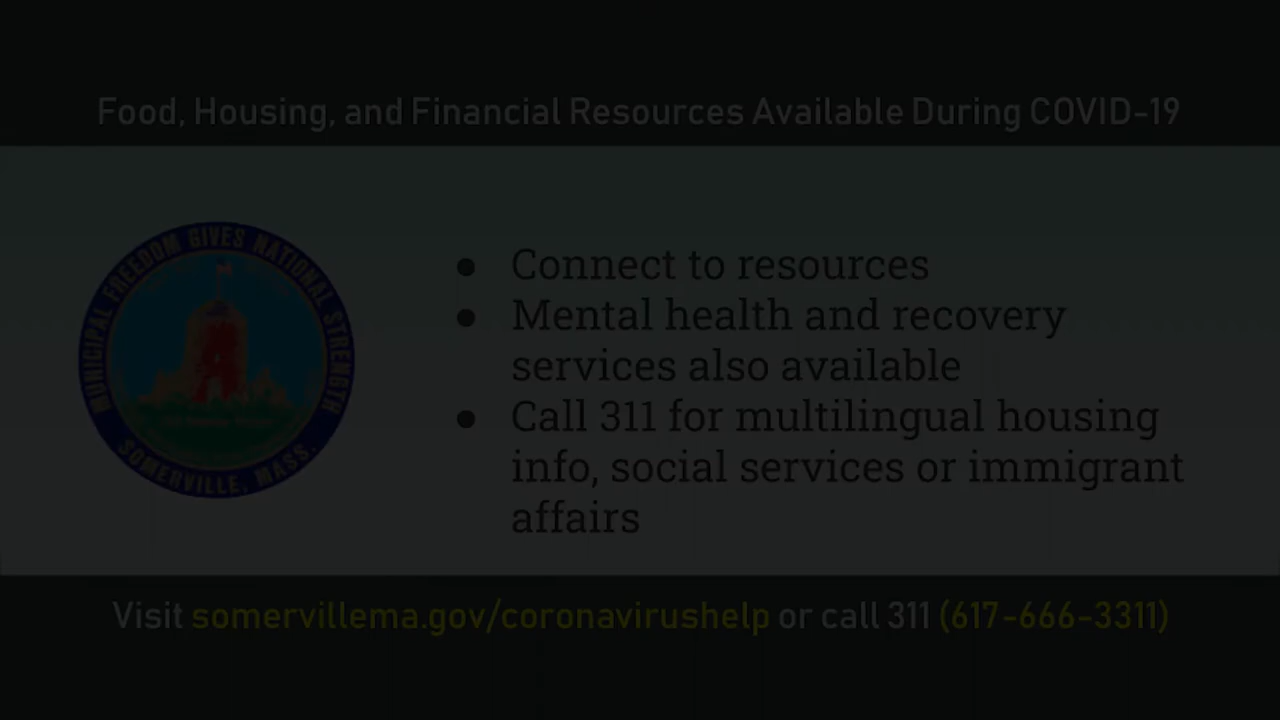 Food, Housing, and Financial Resources Available During COVID-19
MUNICIPAL FREEDOM GIVES NATIONAL STRENGTH
SOMERVILLE, MASS.
● Connect to resources
● Mental health and recovery
services also available
● Call 311 for multilingual housing
info, social services or immigrant
affairs
Visit somervillema.gov/coronavirushelp or call 311 (617-666-3311)